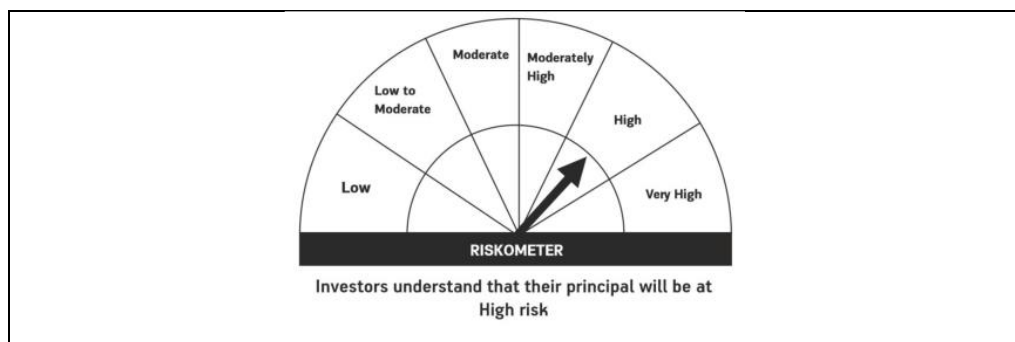 Low
Low to
Moderate
Moderate
Moderately
High
High
Very High
RISKOMETER
Investors understand that their principal will be at
High risk